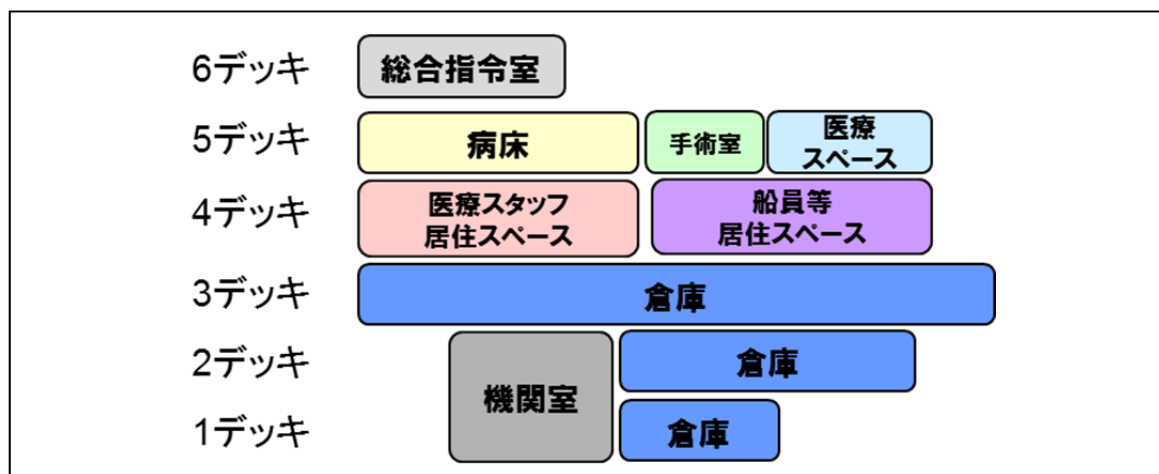 6デッキ
総合指令室
5デッキ
病床
手術室
医療
スペース
4デッキ
医療スタッフ
居住スペース
船員等
居住スペース
3デッキ
倉庫
2デッキ
倉庫
機関室
1デッキ
倉庫